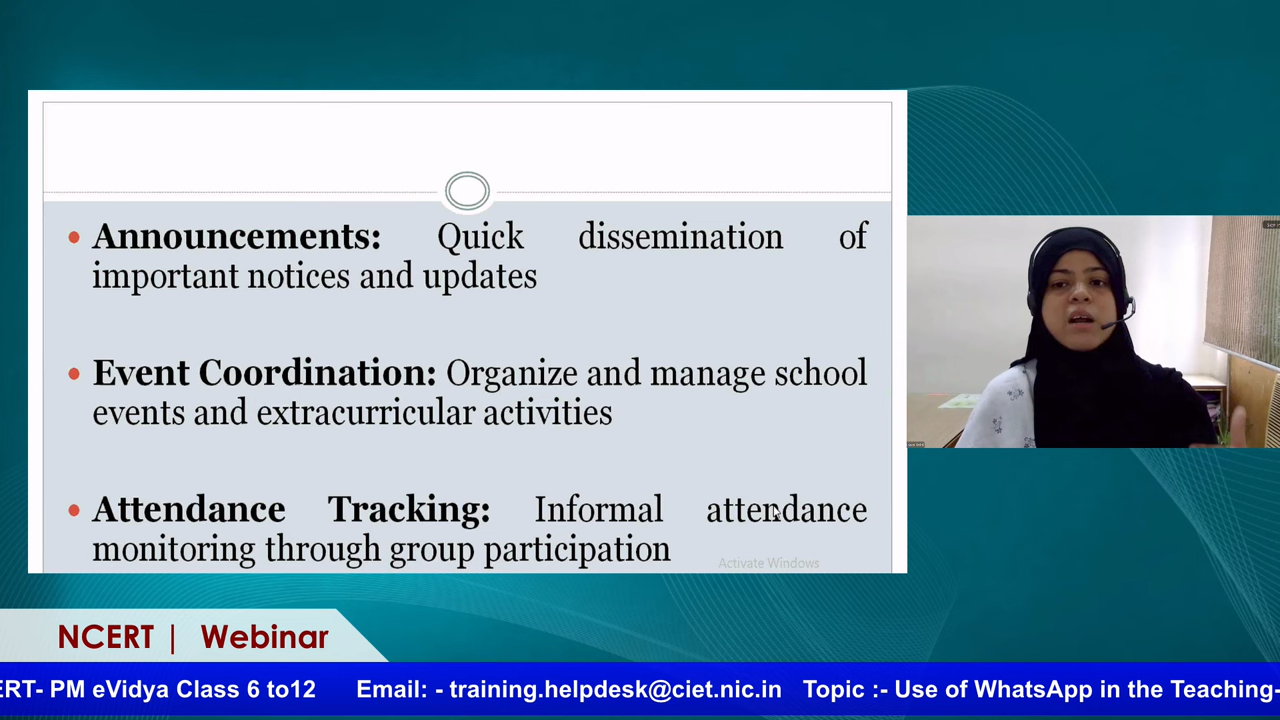 Announcements: Quick dissemination of
important notices and updates
Event Coordination: Organize and manage school
events and extracurricular activities
Attendance Tracking: Informal attendance
monitoring through group participation
Activate Windows
NCERT | Webinar
ERT- PM eVidya Class 6 to12 Email: - training.helpdesk@ciet.nic.in Topic :- Use of WhatsApp in the Teaching-